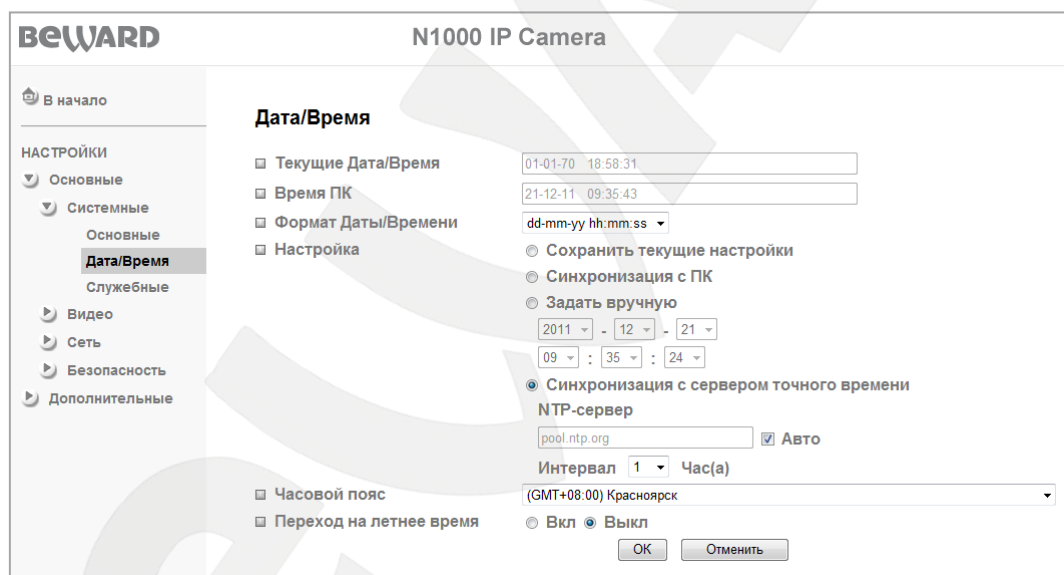 BEWARD
N1000 IP Camera
В начало
НАСТРОЙКИ
Основные
Системные
Основные
Дата/Время
Служебные
Видео
Сеть
Безопасность
Дополнительные
Дата/Время
Текущие Дата/Время 01-01-70 18:58:31
Время ПК 21-12-11 09:35:43
Формат Даты/Времени dd-mm-yy hh:mm:ss
Настройка Сохранить текущие настройки
Синхронизация с ПК
Задать вручную
2011 - 12 - 21
09 : 35 : 24
Синхронизация с сервером точного времени
NTP-сервер
pool.ntp.org Авто
Интервал 1 Час(а)
Часовой пояс (GMT+08:00) Красноярск
Переход на летнее время Вкл Выкл
OK Отменить